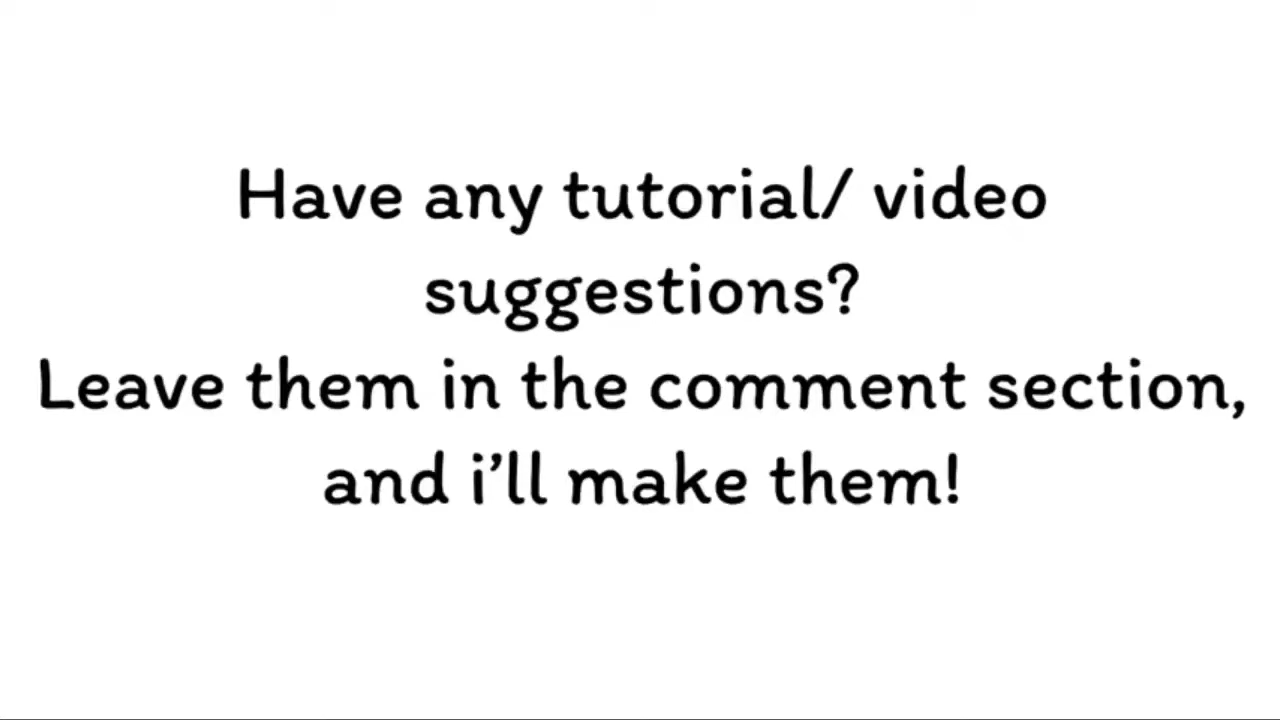 Have any tutorial/ video
suggestions?
Leave them in the comment section,
and i’ll make them!